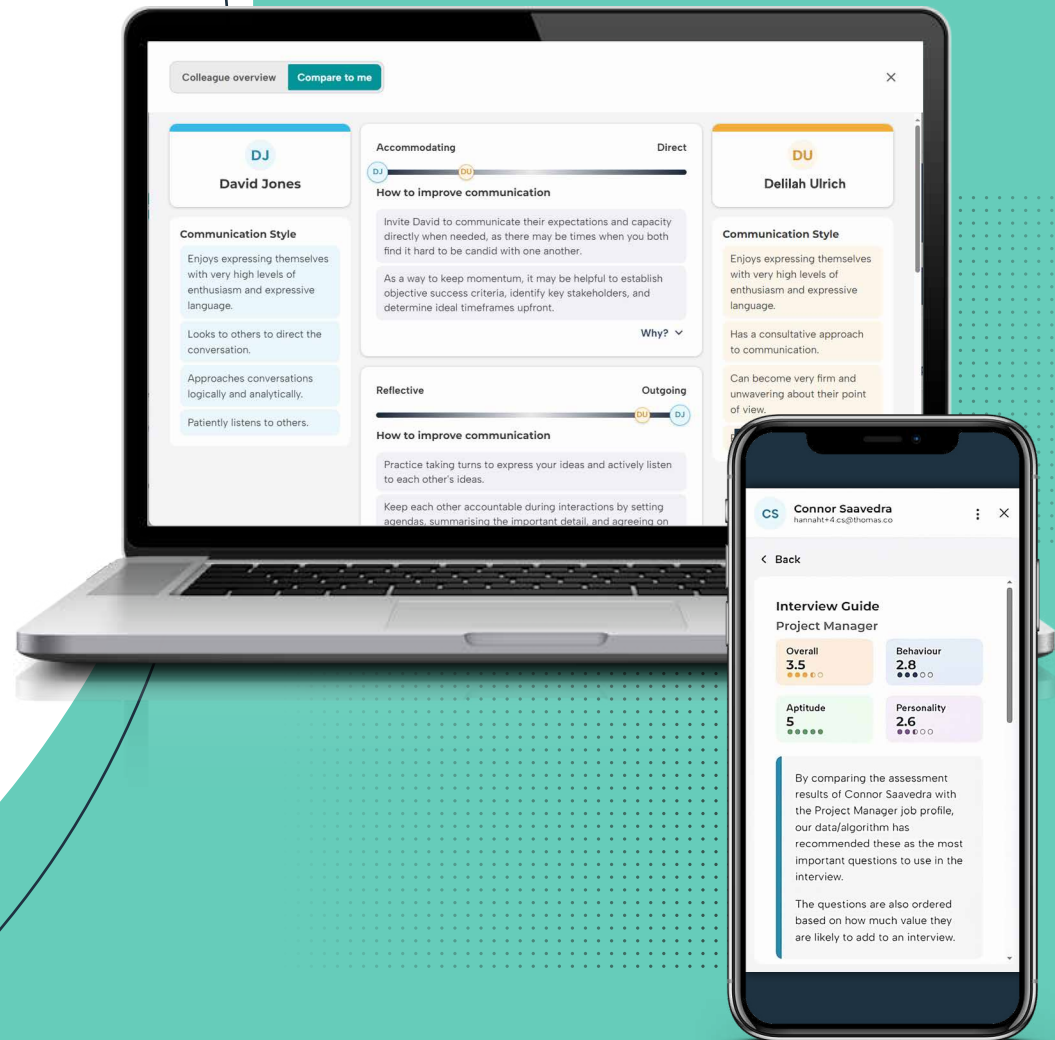 Colleague overview
Compare to me
DJ
David Jones
Communication Style
Enjoys expressing themselves
with very high levels of
enthusiasm and expressive
language.
Looks to others to direct the
conversation.
Approaches conversations
logically and analytically.
Patiently listens to others.
Accommodating Direct
DJ DU
How to improve communication
Invite David to communicate their expectations and capacity
directly when needed, as there may be times when you both
find it hard to be candid with one another.
As a way to keep momentum, it may be helpful to establish
objective success criteria, identify key stakeholders, and
determine ideal timeframes upfront.
Why?
Reflective Outgoing
DU DJ
How to improve communication
Practice taking turns to express your ideas and actively listen
to each other's ideas.
Keep each other accountable during interactions by setting
agendas, summarising the important detail, and agreeing on
DU
Delilah Ulrich
Communication Style
Enjoys expressing themselves
with very high levels of
enthusiasm and expressive
language.
Has a consultative approach
to communication.
Can become very firm and
unwavering about their point
of view.
CS
Connor Saavedra
hannaht+4.cs@thomas.co
Back
Interview Guide
Project Manager
Overall
3.5
Behaviour
2.8
Aptitude
5
Personality
2.6
By comparing the assessment
results of Connor Saavedra with
the Project Manager job profile,
our data/algorithm has
recommended these as the most
important questions to use in the
interview.
The questions are also ordered
based on how much value they
are likely to add to an interview.